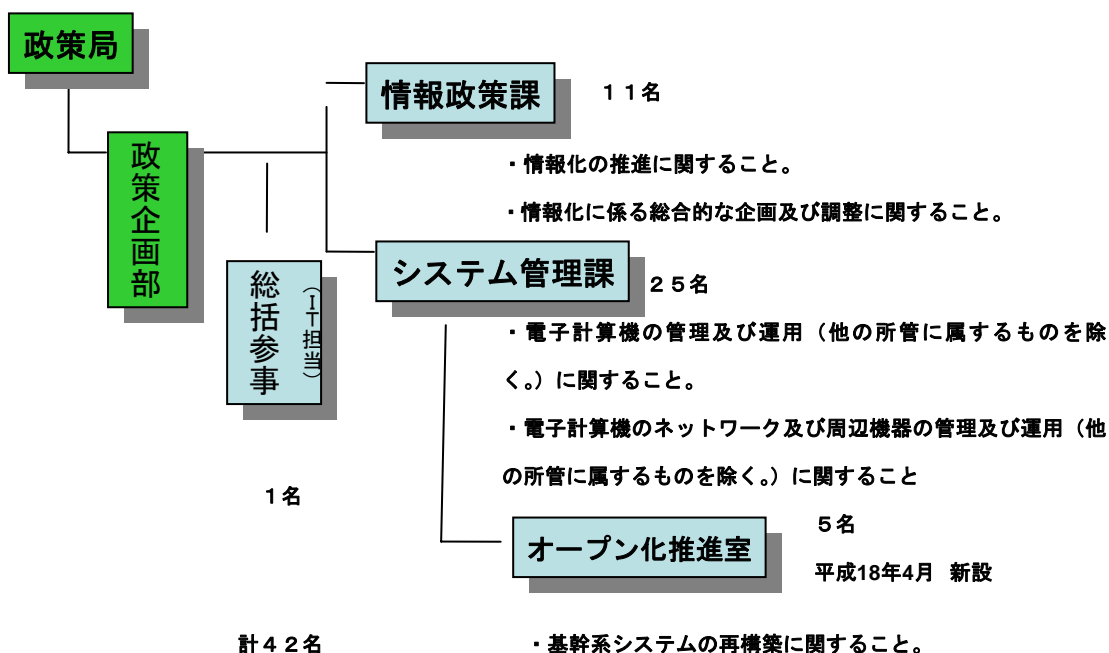 政策局
政策企画部
総括参事
（IT担当）
1名
計４２名
情報政策課
１１名
・情報化の推進に関すること。
・情報化に係る総合的な企画及び調整に関すること。
システム管理課
２５名
・電子計算機の管理及び運用（他の所管に属するものを除
く。）に関すること。
・電子計算機のネットワーク及び周辺機器の管理及び運用（他
の所管に属するものを除く。）に関すること
オープン化推進室
５名
平成18年4月 新設
・基幹系システムの再構築に関すること。